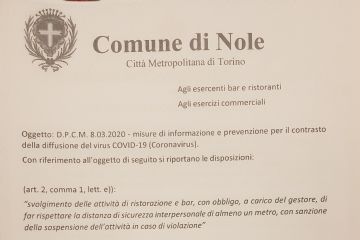 Comune di Nole
Città Metropolitana di Torino
Agli esercenti bar e ristoranti
Agli esercizi commerciali
Oggetto: D.P.C.M. 8.03.2020 - misure di informazione e prevenzione per il contrasto
della diffusione del virus COVID-19 (Coronavirus).
Con riferimento all'oggetto di seguito si riportano le disposizioni:
(art. 2, comma 1, lett. e)):
"svolgimento delle attività di ristorazione e bar, con obbligo, a carico del gestore, di
far rispettare la distanza di sicurezza interpersonale di almeno un metro, con sanzione
della sospensione dell'attività in caso di violazione"